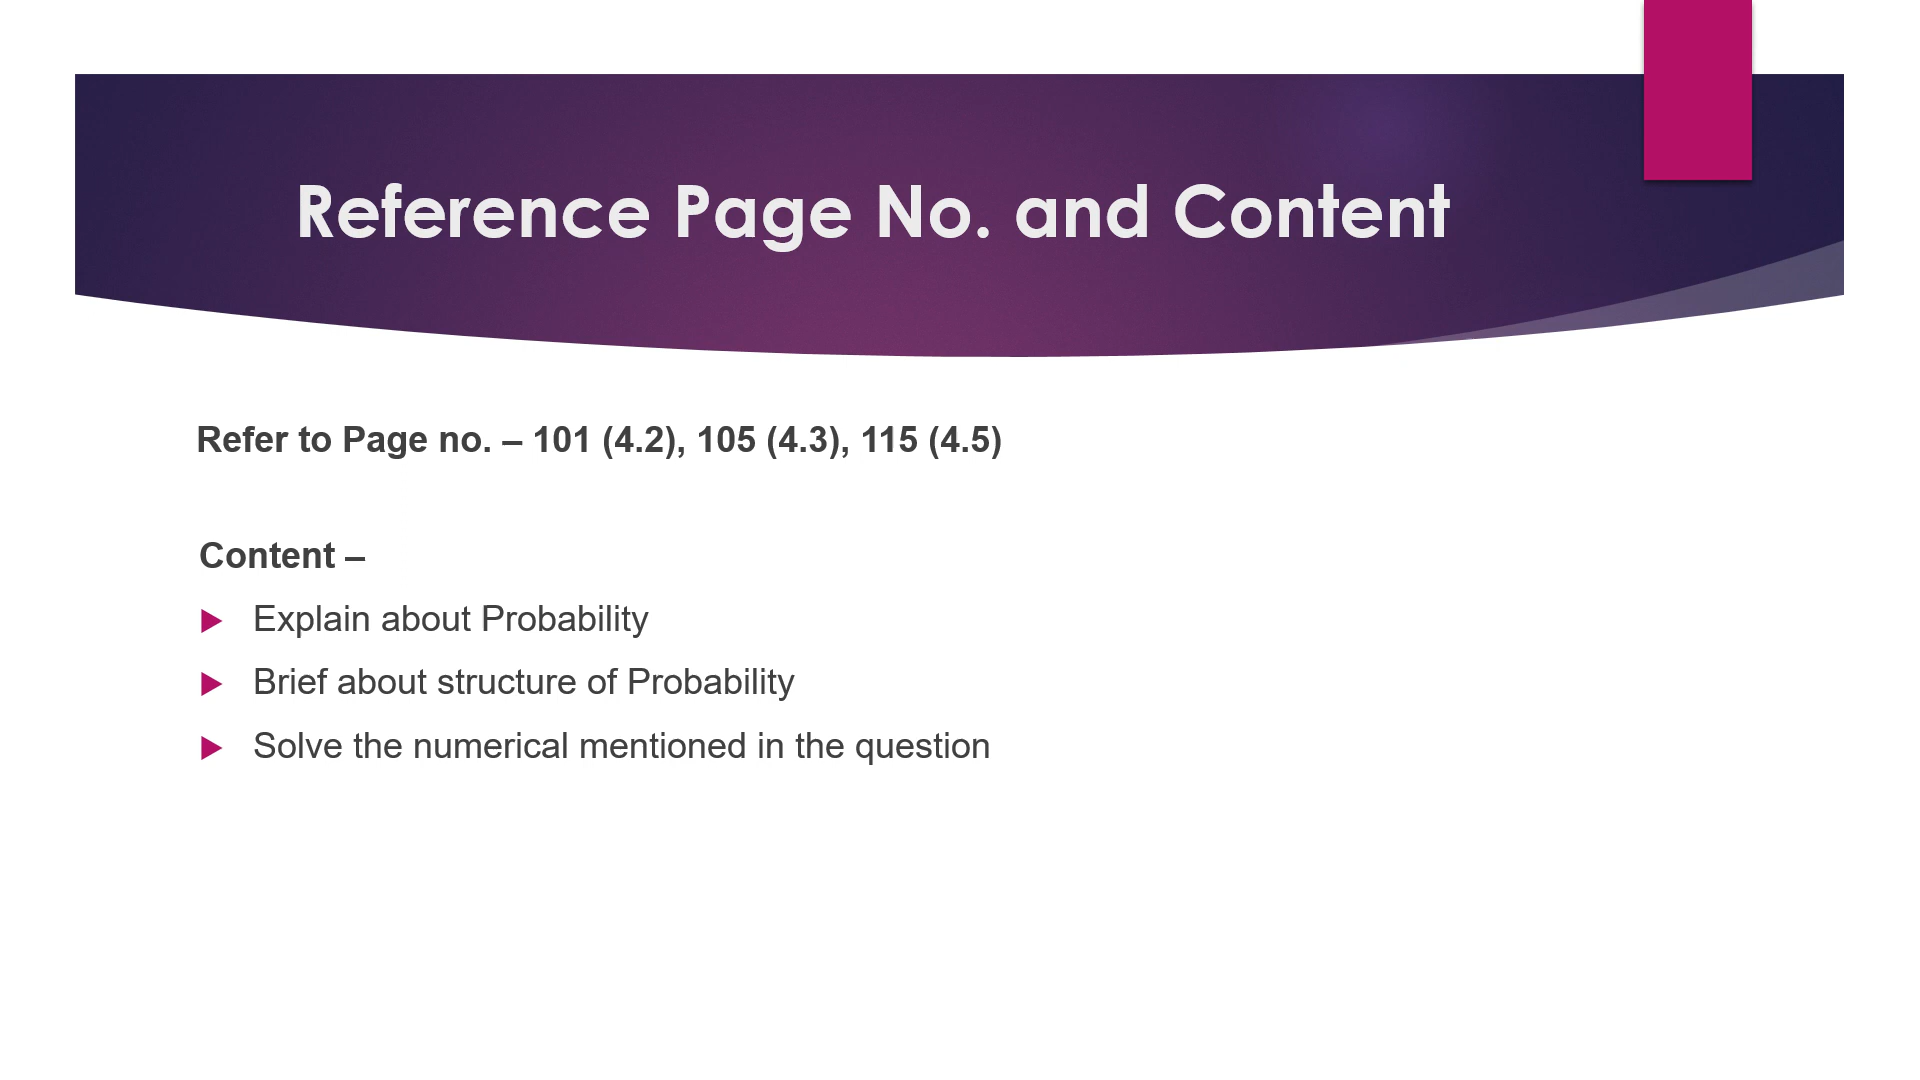 Reference Page No. and Content
Refer to Page no. – 101 (4.2), 105 (4.3), 115 (4.5)
Content –
Explain about Probability
Brief about structure of Probability
Solve the numerical mentioned in the question